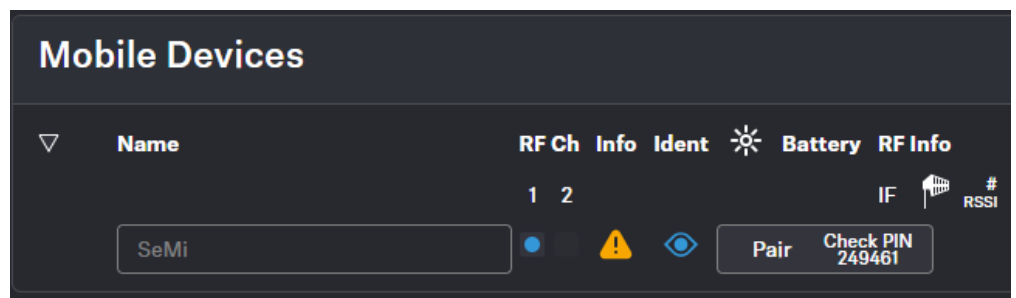 Mobile Devices
Name RF Ch Info Ident Battery RF Info
1 2 IF # RSSI
SeMi Pair Check PIN 249461